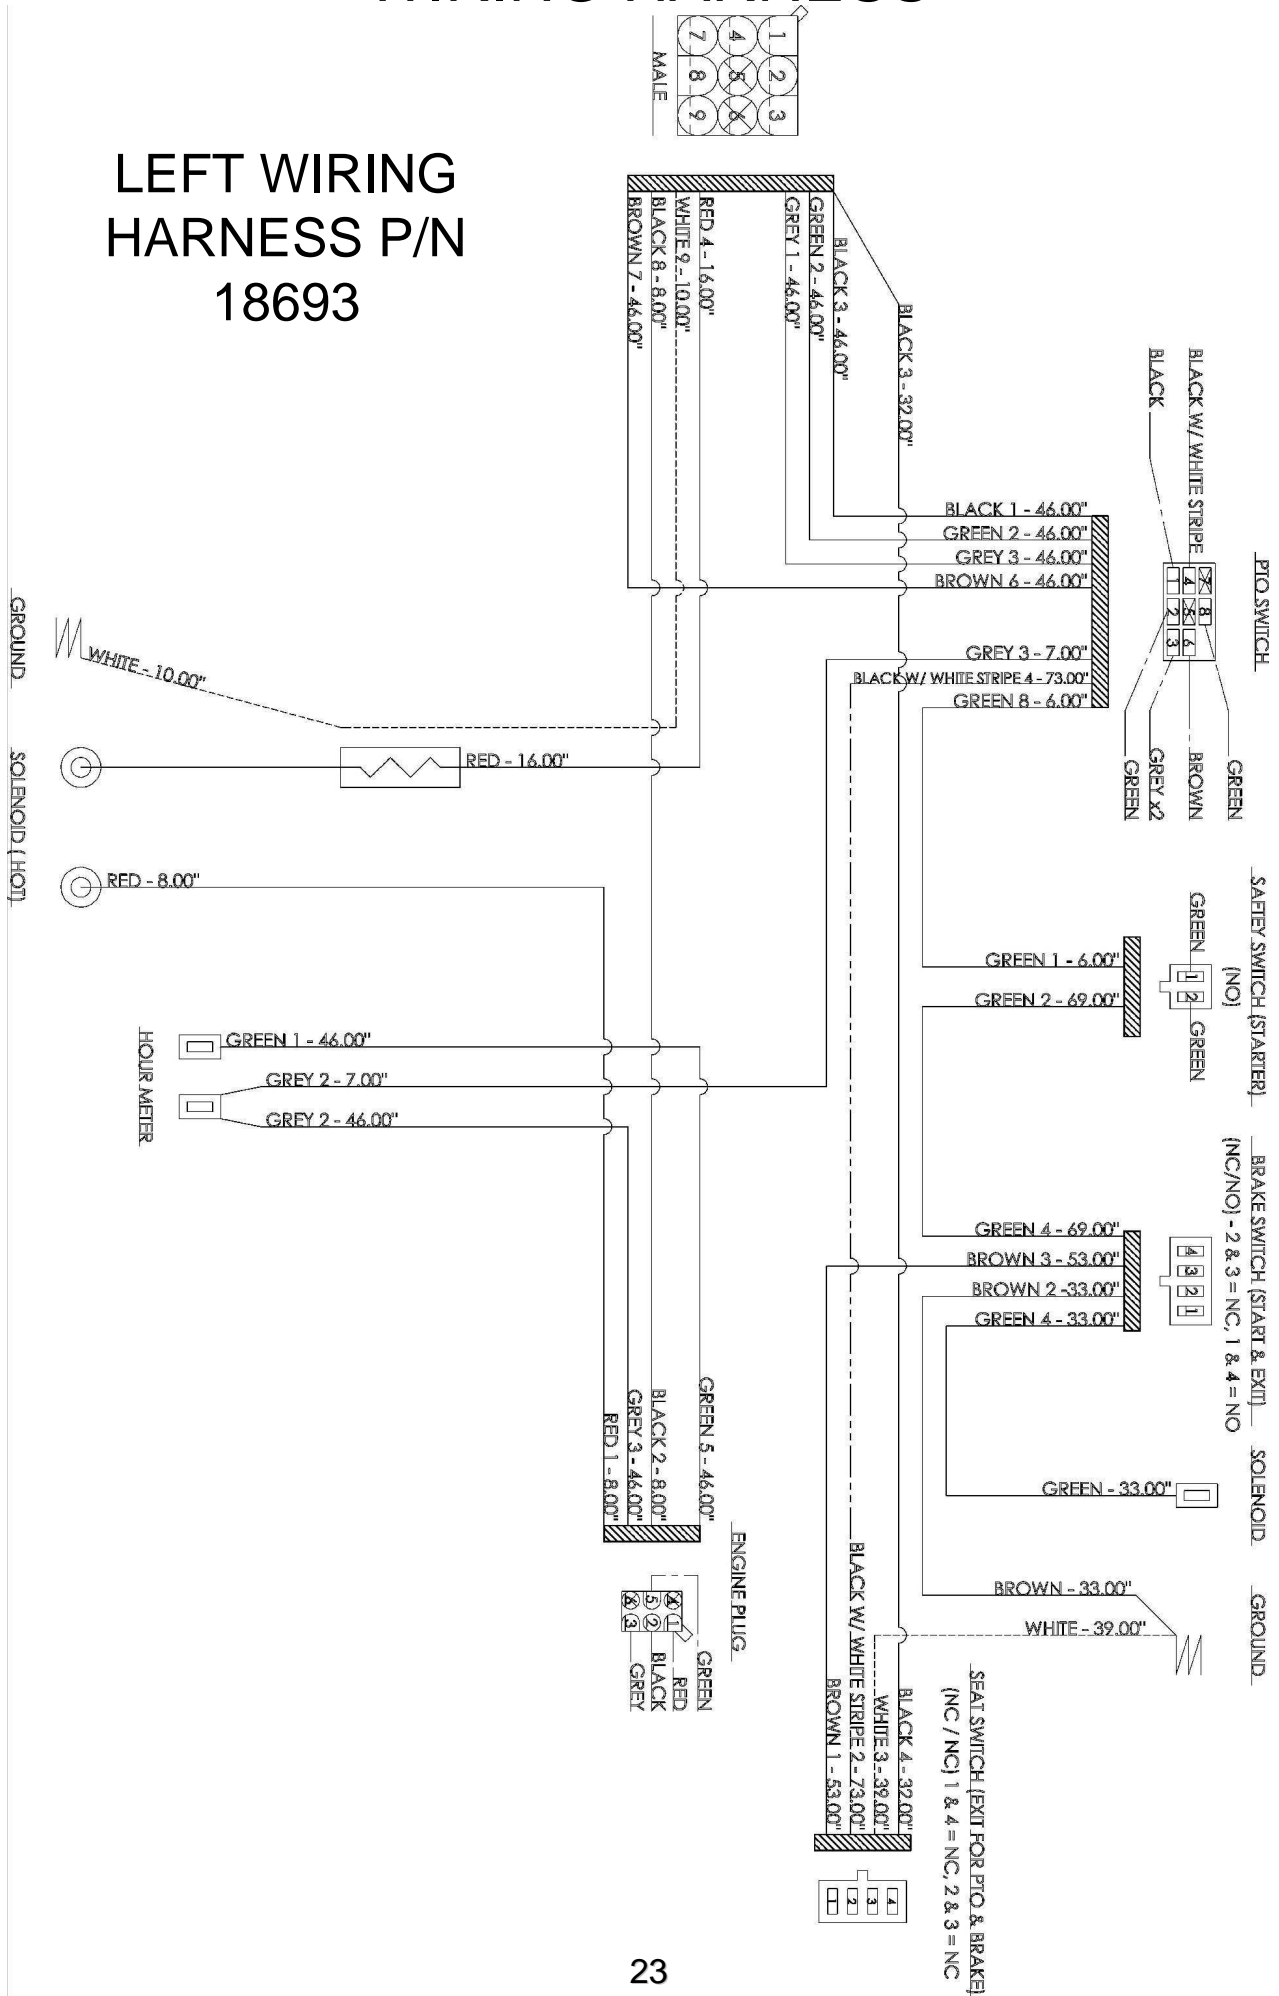 LEFT WIRING
HARNESS P/N
18693
1
2
3
4
5
6
7
8
9
MALE
BROWN 7 - 46.00"
BLACK 8 - 8.00"
WHITE 9 - 10.00"
RED 4 - 16.00"
GREY 1 - 46.00"
GREEN 2 - 46.00"
BLACK 3 - 46.00"
BLACK 3 - 32.00"
BLACK
BLACK W/ WHITE STRIPE
PTO SWITCH
7
8
4
5
6
1
2
3
GREEN
BROWN
GREY x2
GREEN
BLACK 1 - 46.00"
GREEN 2 - 46.00"
GREY 3 - 46.00"
BROWN 6 - 46.00"
GREY 3 - 7.00"
BLACK W/ WHITE STRIPE 4 - 73.00"
GREEN 8 - 6.00"
GROUND
WHITE - 10.00"
SOLENOID ( HOT)
RED - 16.00"
RED - 8.00"
SAFTEY SWITCH (STARTER)
(NO)
GREEN
1
2
GREEN
GREEN 1 - 6.00"
GREEN 2 - 69.00"
HOUR METER
GREEN 1 - 46.00"
GREY 2 - 7.00"
GREY 2 - 46.00"
BRAKE SWITCH (START & EXIT)
(NC/NO) - 2 & 3 = NC, 1 & 4 = NO
4
3
2
1
GREEN 4 - 69.00"
BROWN 3 - 53.00"
BROWN 2 -33.00"
GREEN 4 - 33.00"
SOLENOID
GREEN - 33.00"
GROUND
BROWN - 33.00"
WHITE - 39.00"
RED 1 - 8.00"
GREY 3 - 46.00"
BLACK 2 - 8.00"
GREEN 5 - 46.00"
ENGINE PLUG
4
1
5
2
6
3
GREEN
RED
BLACK
GREY
BROWN 1 - 53.00"
BLACK W/ WHITE STRIPE 2 - 73.00"
WHITE 3 - 39.00"
BLACK 4 - 32.00"
SEAT SWITCH (EXIT FOR PTO & BRAKE)
(NC / NC) 1 & 4 = NC, 2 & 3 = NC
1
2
3
4
23